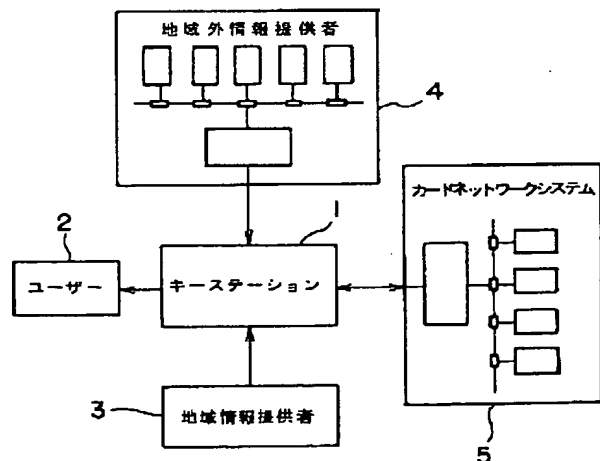 地域外情報提供者
4
カードネットワークシステム
1
2
ユーザー
キーステーション
3
地域情報提供者
5